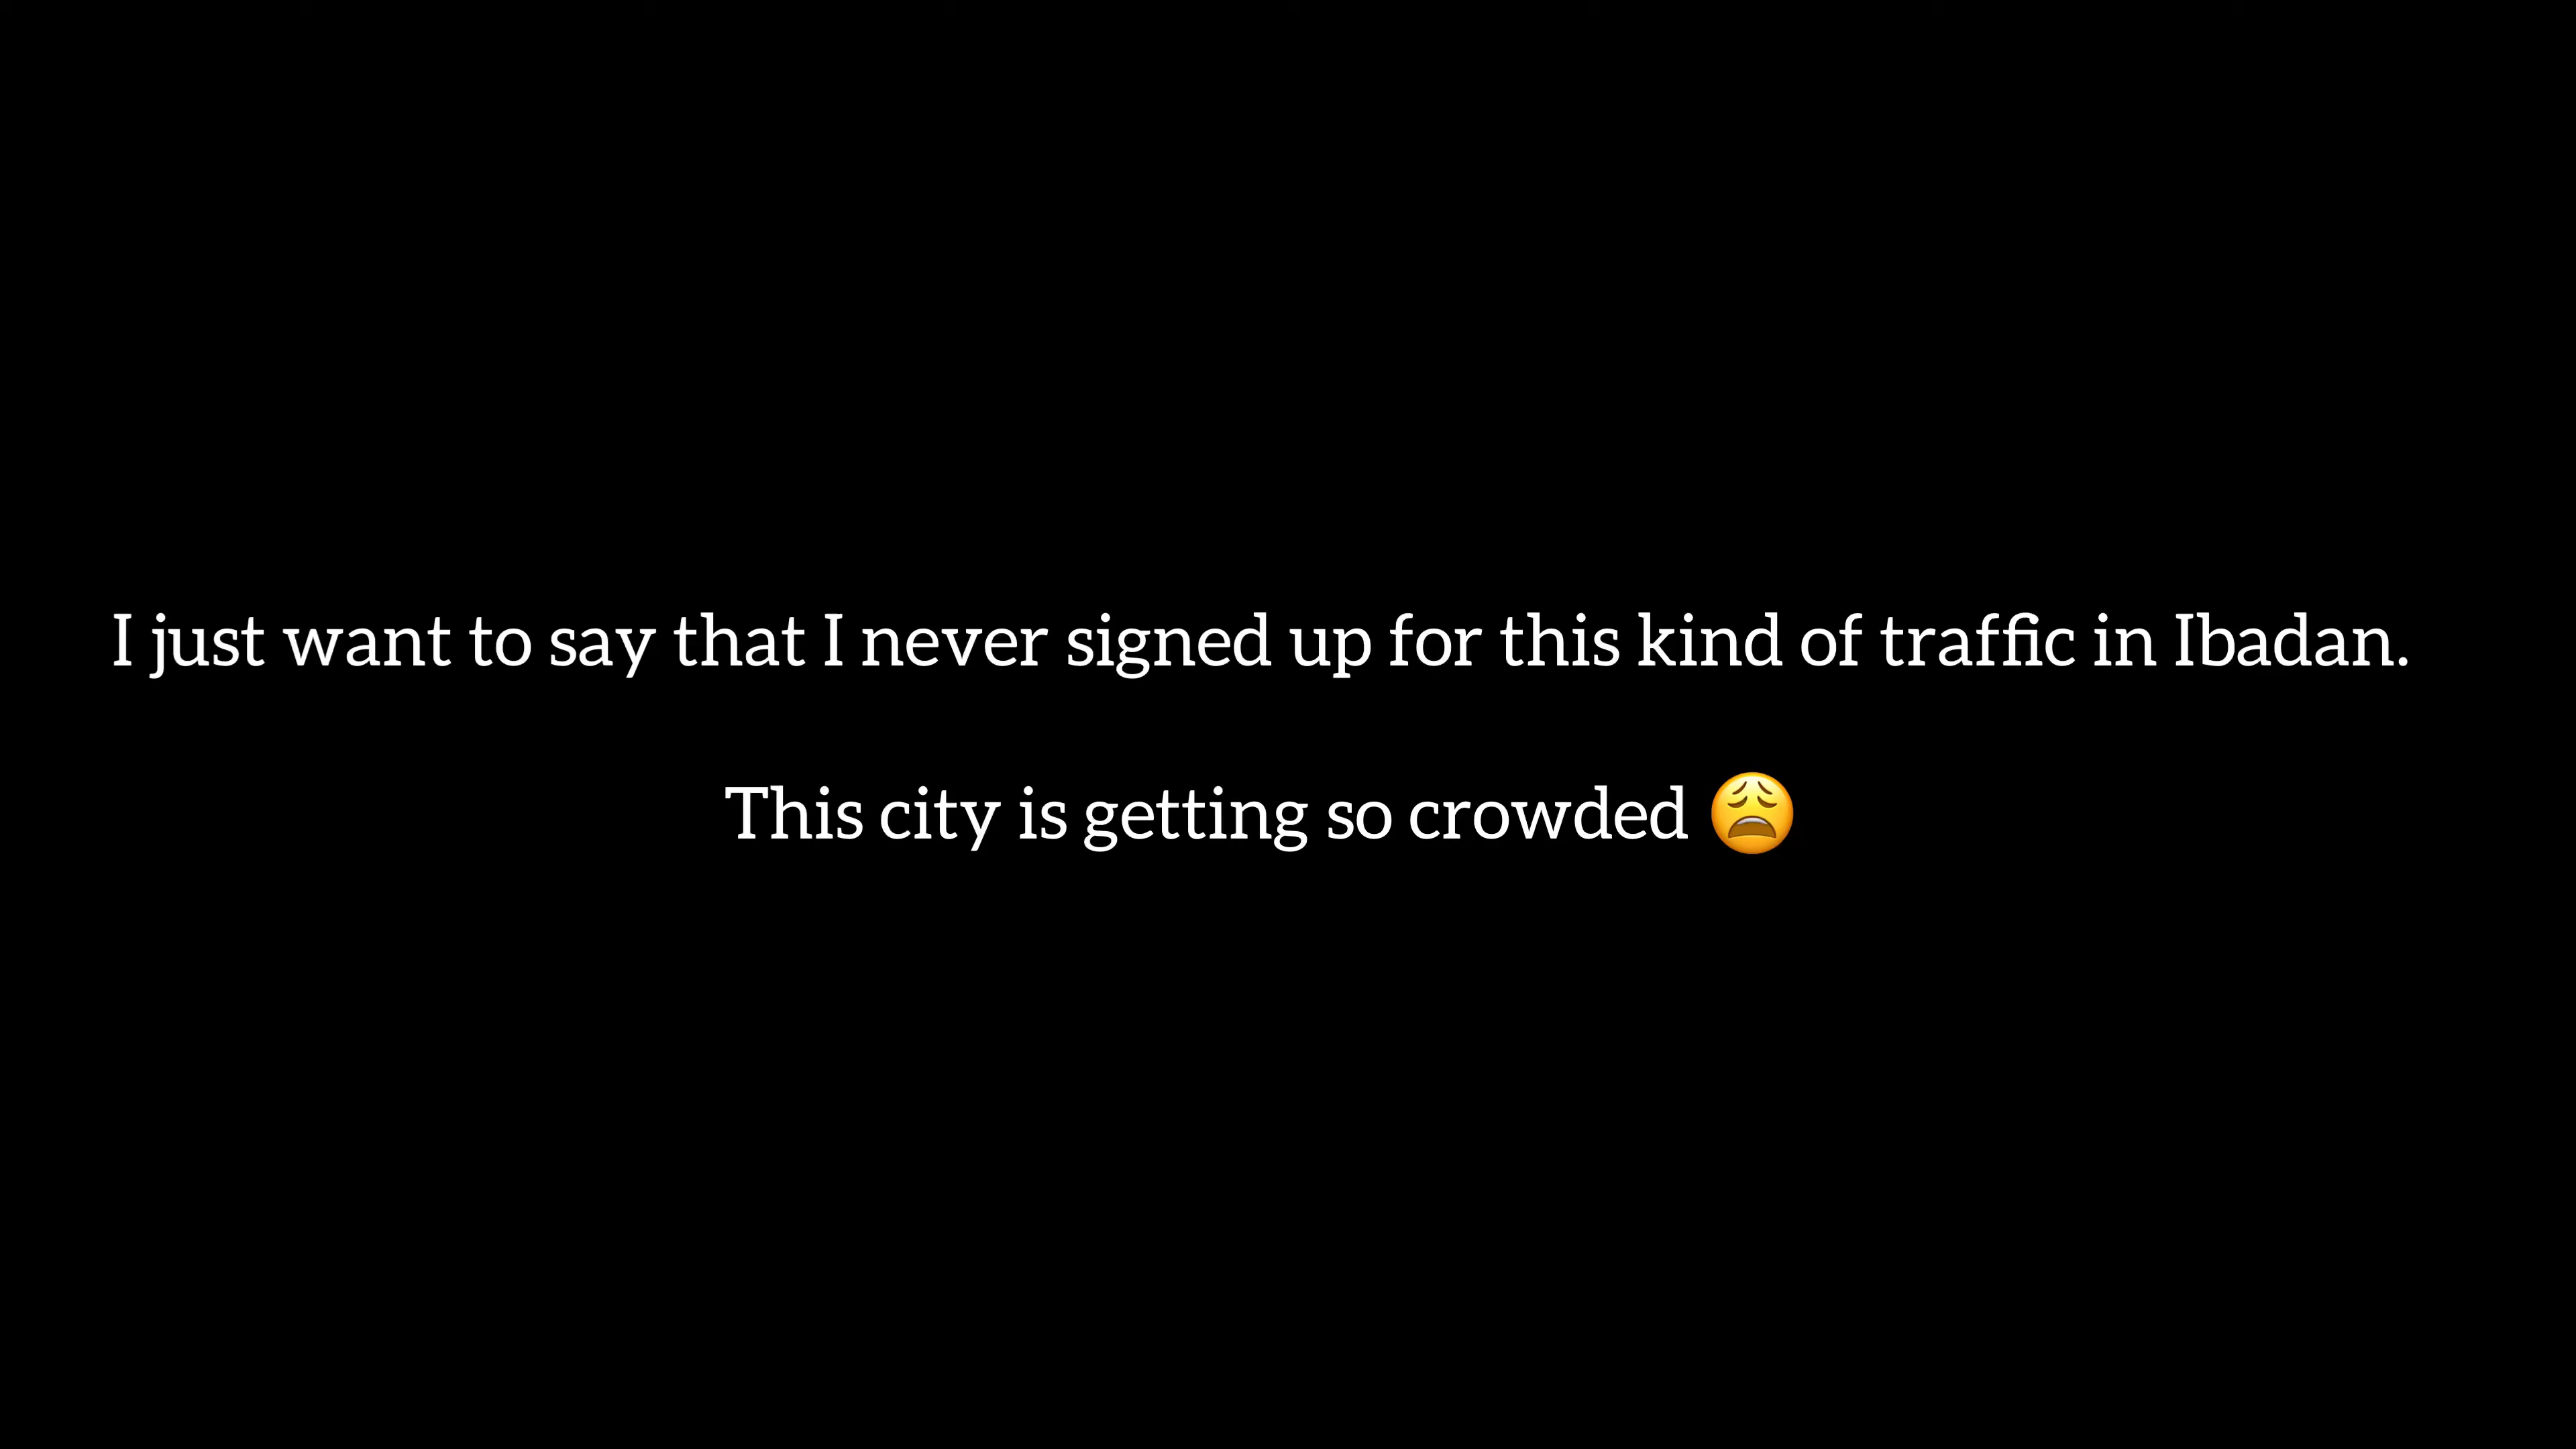 I just want to say that I never signed up for this kind of traffic in Ibadan.
This city is getting so crowded 😩